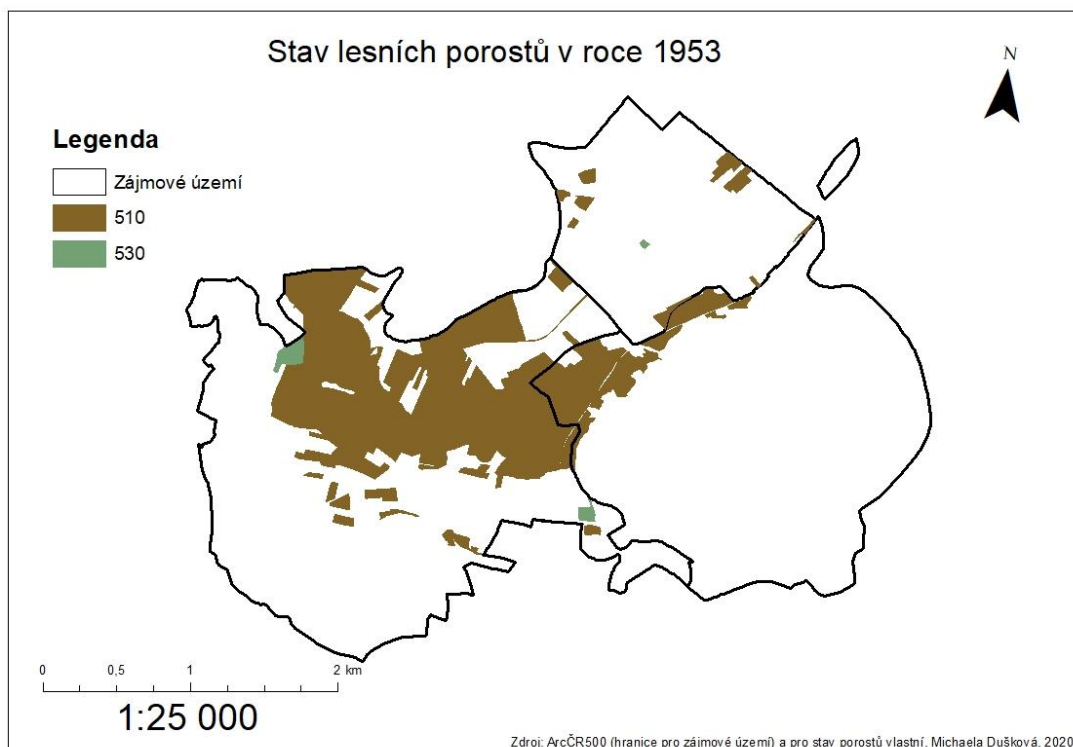 Stav lesních porostů v roce 1953
N
Legenda
Zájmové území
510
530
0 0,5 1 2 km
1:25 000
Zdroj: ArcČR500 (hranice pro zájmové území) a pro stav porostů vlastní, Michaela Dušková, 2020